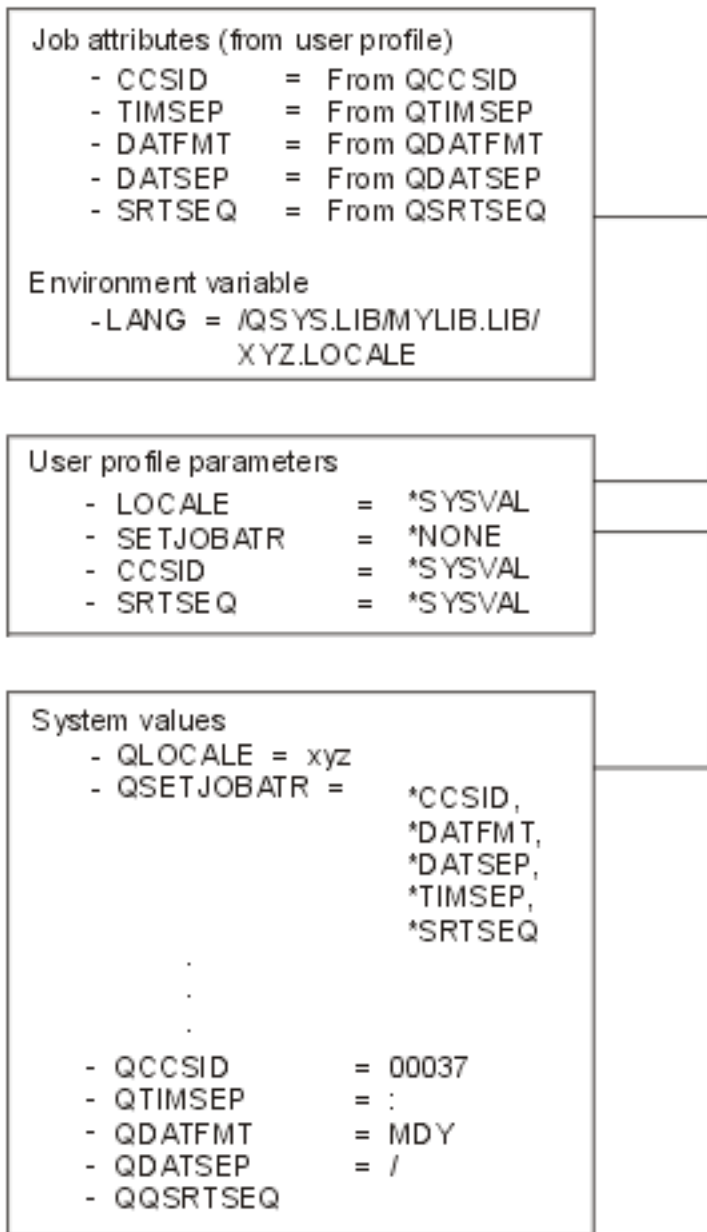 Job attributes (from user profile)
- CCSID = From QCCSID
- TIMSEP = From QTIMSEP
- DATFMT = From QDATFMT
- DATSEP = From QDATSEP
- SRTSEQ = From QSRTSEQ
Environment variable
- LANG = /QSYS.LIB/MYLIB.LIB/
XYZ.LOCALE
User profile parameters
- LOCALE = *SYSVAL
- SETJOBATR = *NONE
- CCSID = *SYSVAL
- SRTSEQ = *SYSVAL
System values
- QLOCALE = xyz
- QSETJOBATR = *CCSID,
*DATFMT,
*DATSEP,
*TIMSEP,
*SRTSEQ
.
.
.
- QCCSID = 00037
- QTIMSEP = :
- QDATFMT = MDY
- QDATSEP = /
- QQSRTSEQ